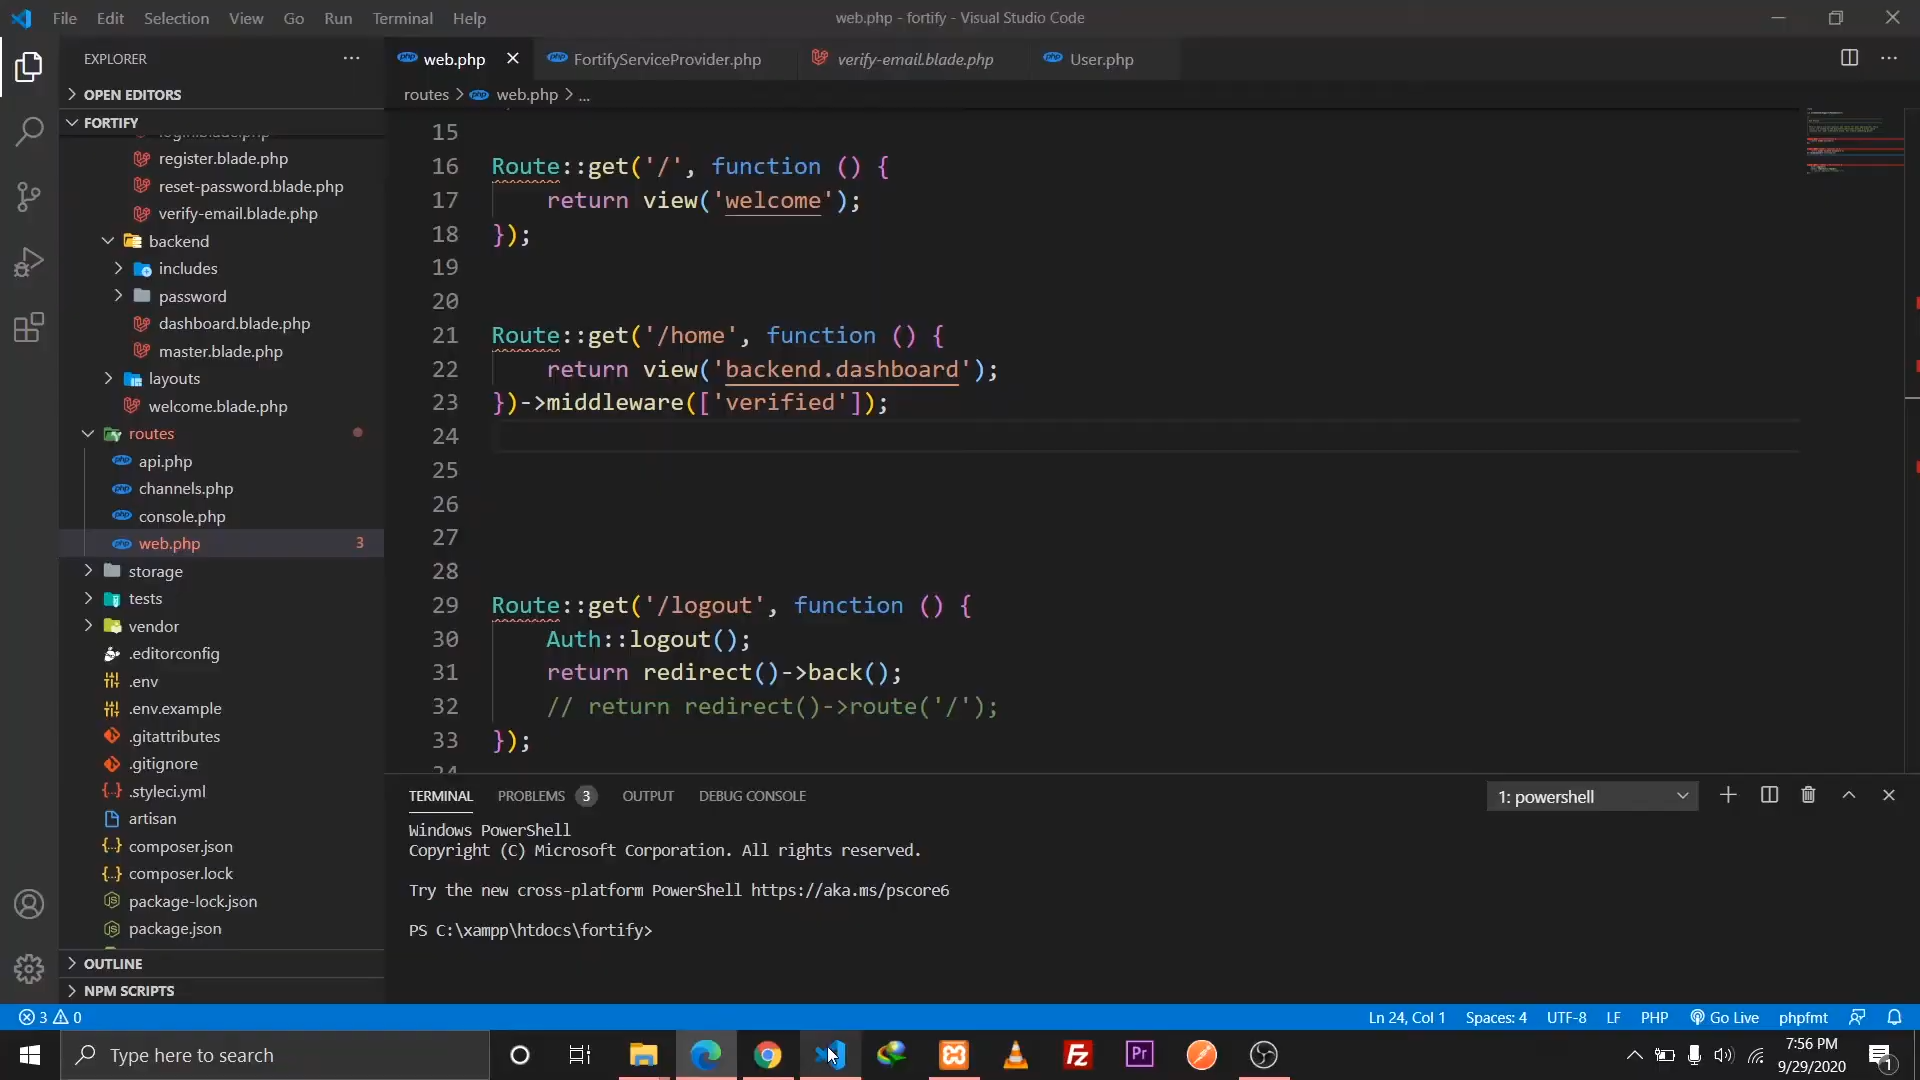 File Edit Selection View Go Run Terminal Help
web.php - fortify - Visual Studio Code
EXPLORER
web.php
FortifyServiceProvider.php
verify-email.blade.php
User.php
OPEN EDITORS
routes > web.php > ...
FORTIFY
login.blade.php
register.blade.php
reset-password.blade.php
verify-email.blade.php
backend
includes
password
dashboard.blade.php
master.blade.php
layouts
welcome.blade.php
routes
api.php
channels.php
console.php
web.php 3
storage
tests
vendor
.editorconfig
.env
.env.example
.gitattributes
.gitignore
.styleci.yml
artisan
composer.json
composer.lock
package-lock.json
package.json
OUTLINE
NPM SCRIPTS
15
16 Route::get('/', function () {
17 return view('welcome');
18 });
19
20
21 Route::get('/home', function () {
22 return view('backend.dashboard');
23 })->middleware(['verified']);
24
25
26
27
28
29 Route::get('/logout', function () {
30 Auth::logout();
31 return redirect()->back();
32 // return redirect()->route('/');
33 });
34
TERMINAL PROBLEMS 3 OUTPUT DEBUG CONSOLE
1: powershell
Windows PowerShell
Copyright (C) Microsoft Corporation. All rights reserved.
Try the new cross-platform PowerShell https://aka.ms/pscore6
PS C:\xampp\htdocs\fortify>
3 0
Ln 24, Col 1 Spaces: 4 UTF-8 LF PHP Go Live phpfmt
Type here to search
Pr
7:56 PM
9/29/2020
1